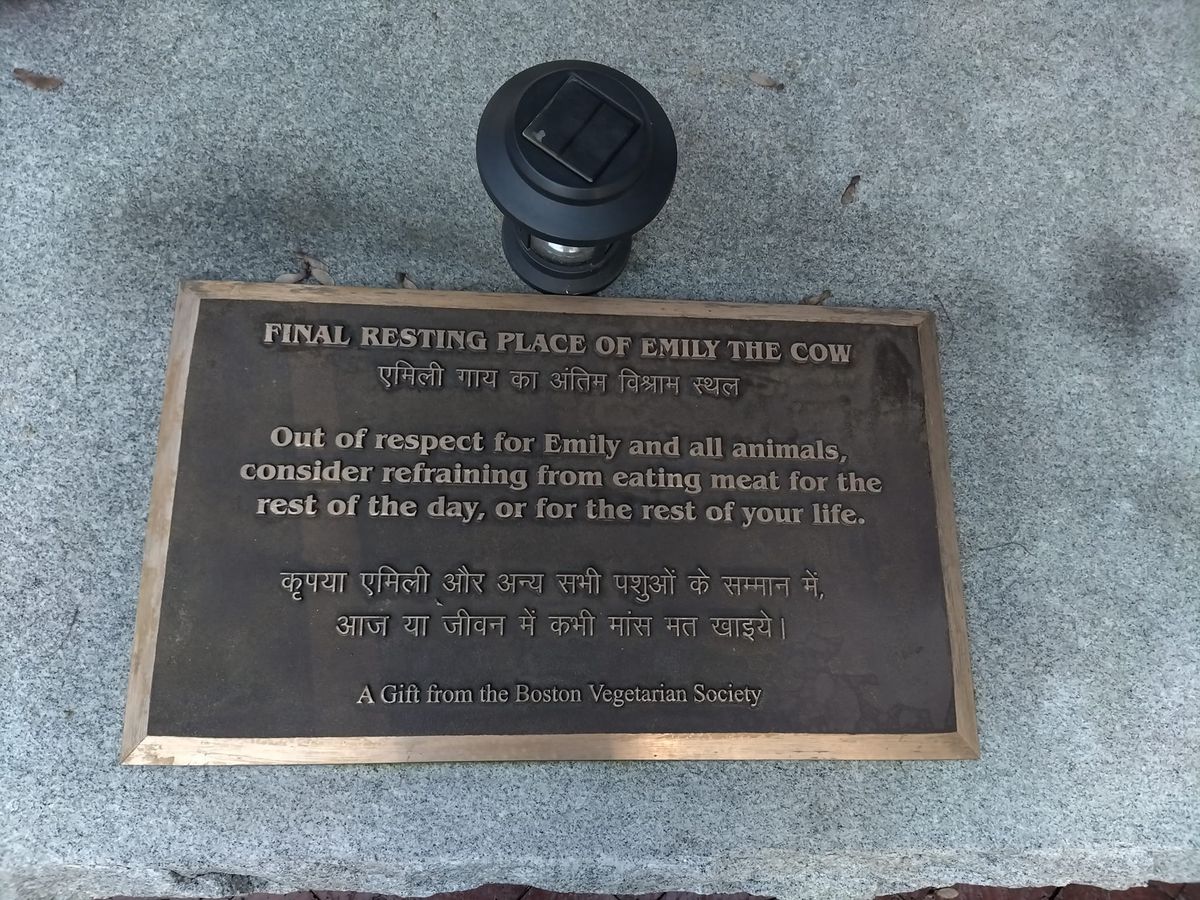 FINAL RESTING PLACE OF EMILY THE COW
एमिली गाय का अंतिम विश्राम स्थल
Out of respect for Emily and all animals,
consider refraining from eating meat for the
rest of the day, or for the rest of your life.
कृपया एमिली और अन्य सभी पशुओं के सम्मान में,
आज या जीवन में कभी मांस मत खाइये।
A Gift from the Boston Vegetarian Society